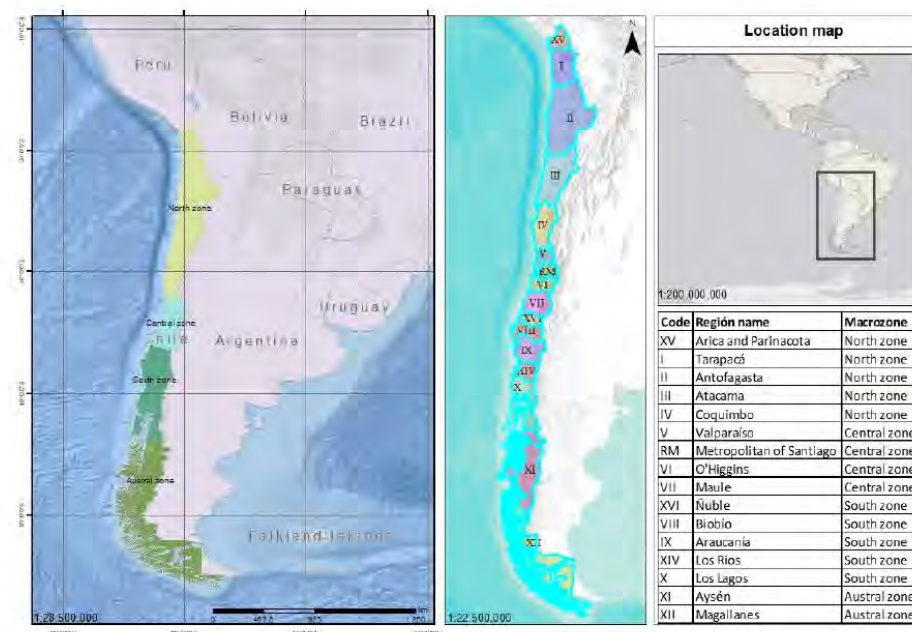 Peru
Bolivia
Brazil
Paraguay
North zone
Uruguay
Central zone
Argentina
South zone
Austral zone
Falkland Islands
1:28,500,000
km
0
N
XV
I
II
III
IV
V
RM
VI
VII
XVI
VIII
IX
XIV
X
XI
XII
1:22,500,000
Location map
1:200,000,000
Code Región name Macrozone
XV Arica and Parinacota North zone
I Tarapacá North zone
II Antofagasta North zone
III Atacama North zone
IV Coquimbo North zone
V Valparaíso Central zone
RM Metropolitan of Santiago Central zone
VI O'Higgins Central zone
VII Maule Central zone
XVI Ñuble South zone
VIII Biobío South zone
IX Araucanía South zone
XIV Los Rios South zone
X Los Lagos South zone
XI Aysén Austral zone
XII Magallanes Austral zone